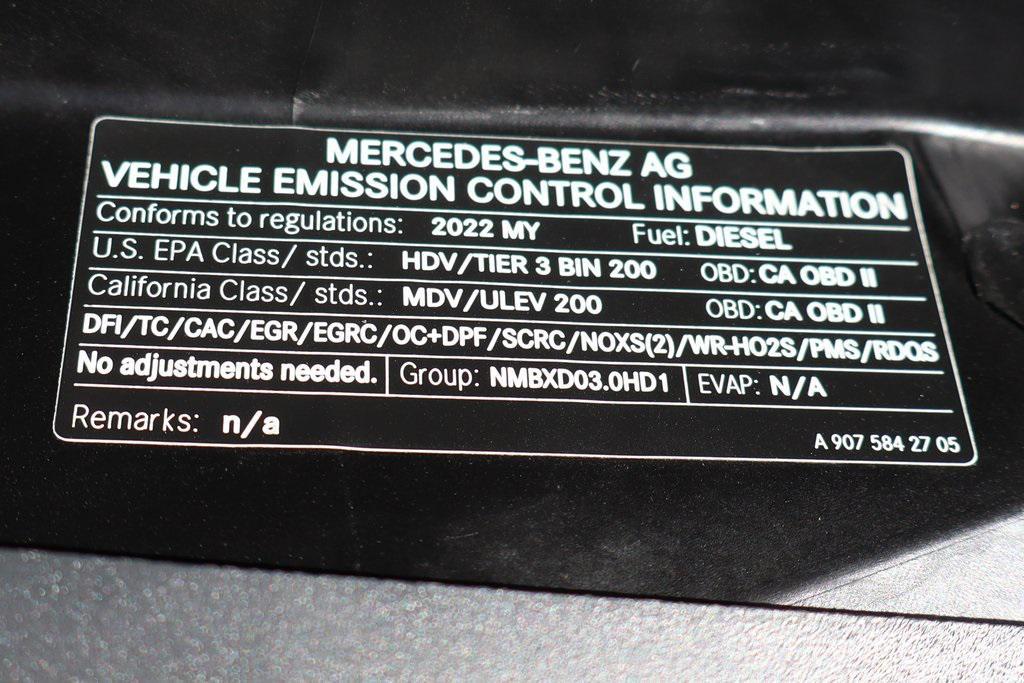 MERCEDES-BENZ AG
VEHICLE EMISSION CONTROL INFORMATION
Conforms to regulations: 2022 MY Fuel: DIESEL
U.S. EPA Class/ stds.: HDV/TIER 3 BIN 200 OBD: CA OBD II
California Class/ stds.: MDV/ULEV 200 OBD: CA OBD II
DFI/TC/CAC/EGR/EGRC/OC+DPF/SCRC/NOXS(2)/WR-HO2S/PMS/RDQS
No adjustments needed. Group: NMBXD03.0HD1 EVAP: N/A
Remarks: n/a
A 907 584 27 05